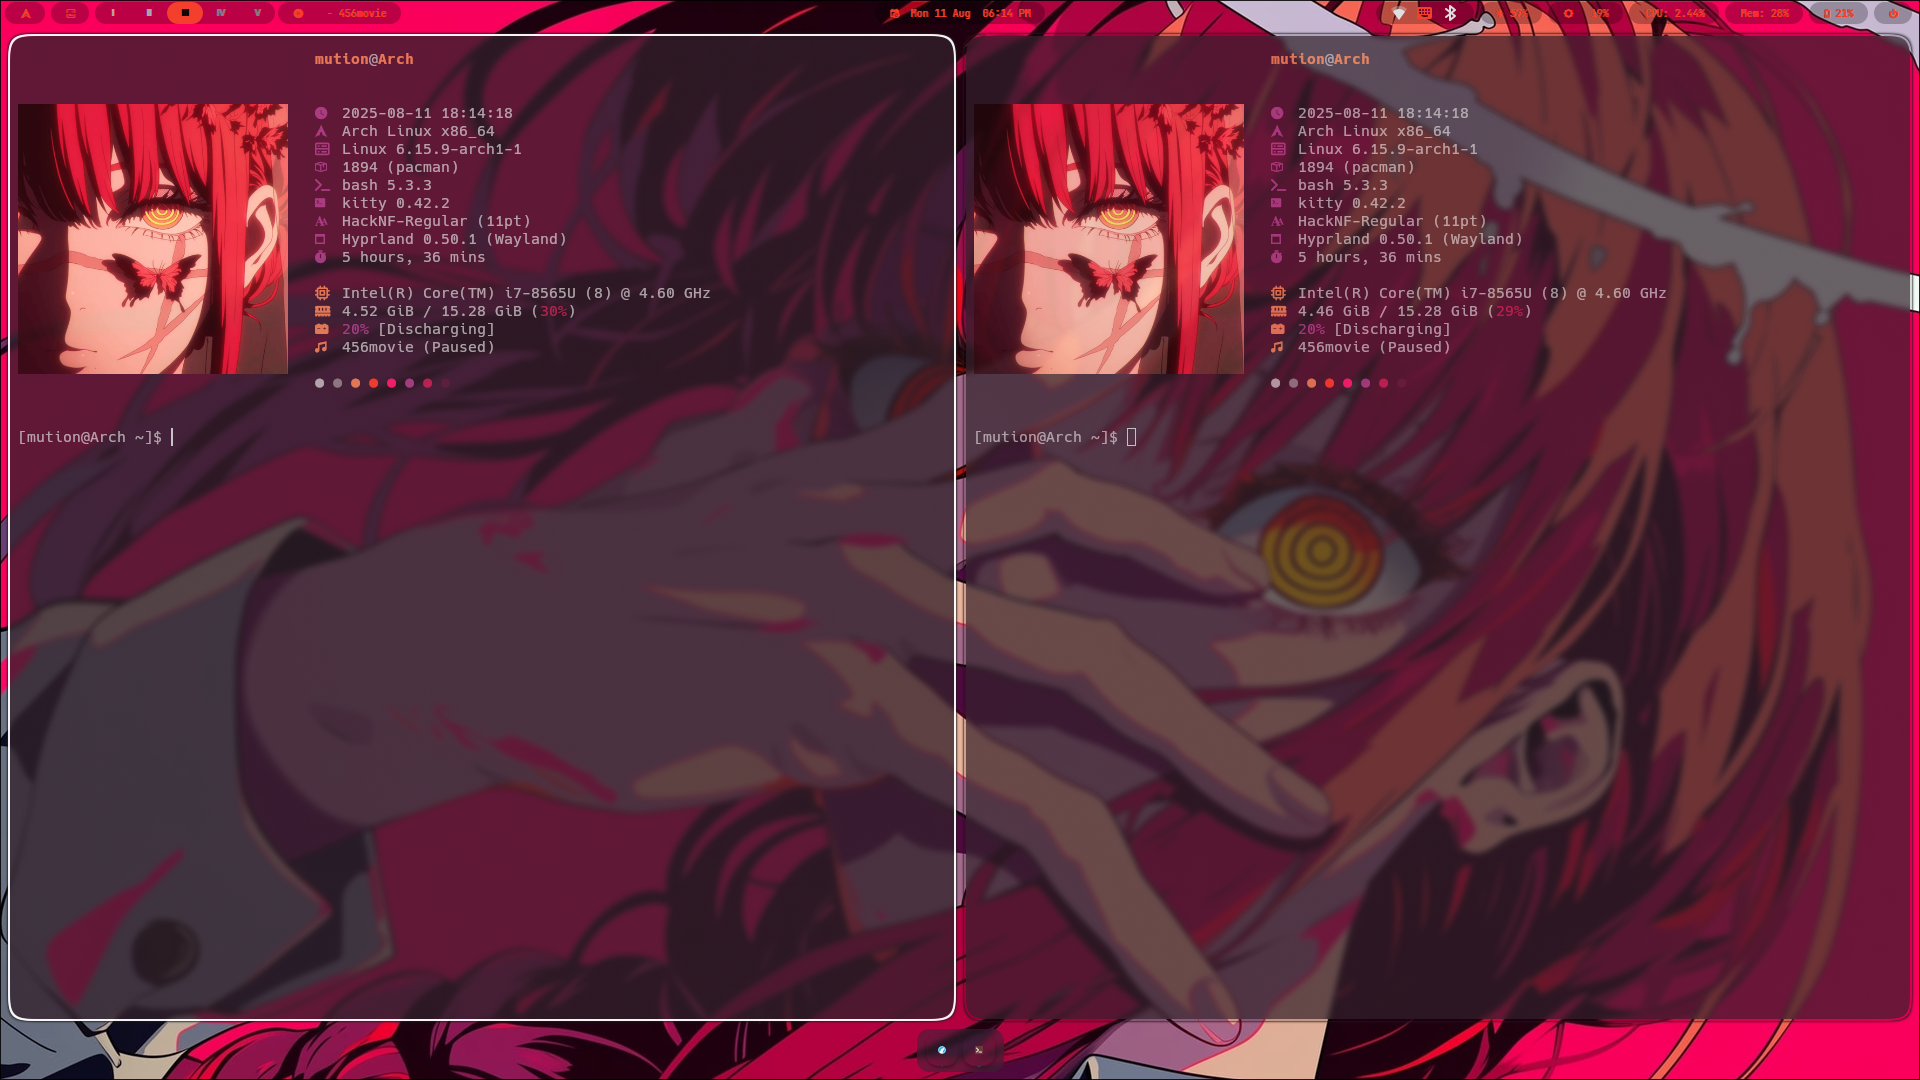 I II III IV V
- 456movie
Mon 11 Aug 06:14 PM
CPU: 2.44%
Mem: 28%
21%
mution@Arch
2025-08-11 18:14:18
Arch Linux x86_64
Linux 6.15.9-arch1-1
1894 (pacman)
bash 5.3.3
kitty 0.42.2
HackNF-Regular (11pt)
Hyprland 0.50.1 (Wayland)
5 hours, 36 mins
Intel(R) Core(TM) i7-8565U (8) @ 4.60 GHz
4.52 GiB / 15.28 GiB (30%)
20% [Discharging]
456movie (Paused)
[mution@Arch ~]$
mution@Arch
2025-08-11 18:14:18
Arch Linux x86_64
Linux 6.15.9-arch1-1
1894 (pacman)
bash 5.3.3
kitty 0.42.2
HackNF-Regular (11pt)
Hyprland 0.50.1 (Wayland)
5 hours, 36 mins
Intel(R) Core(TM) i7-8565U (8) @ 4.60 GHz
4.46 GiB / 15.28 GiB (29%)
20% [Discharging]
456movie (Paused)
[mution@Arch ~]$